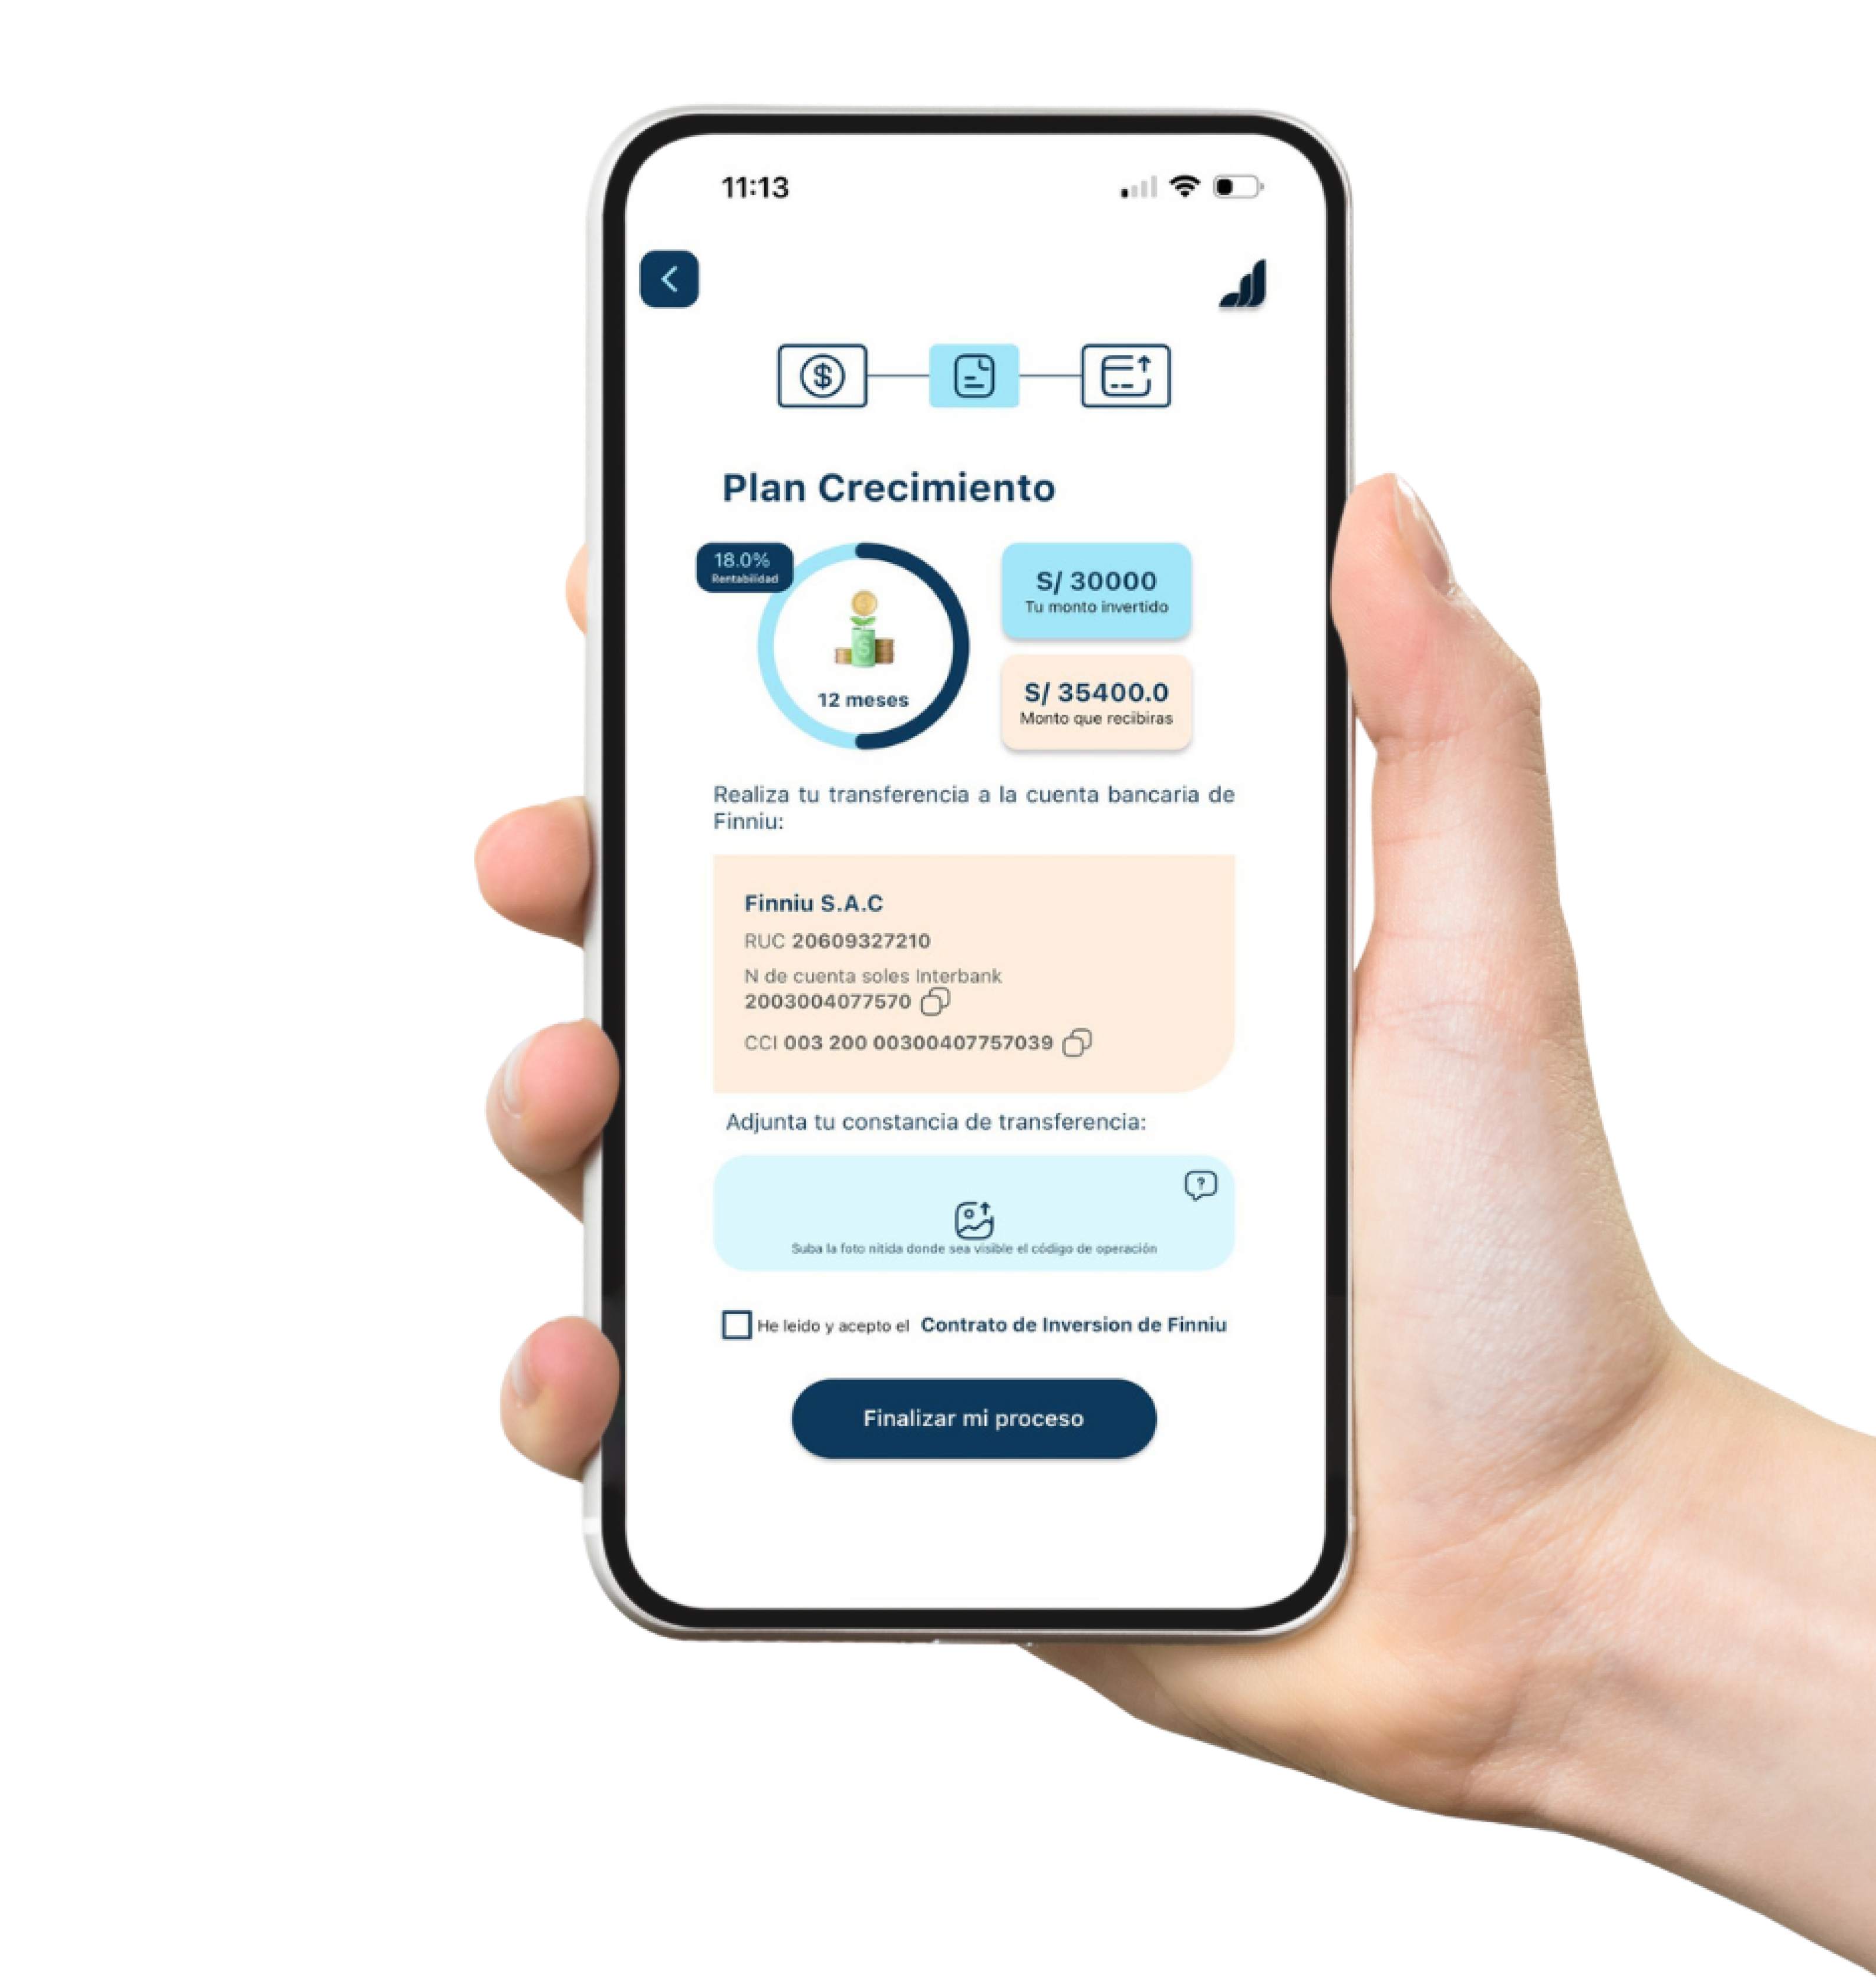 11:13
Plan Crecimiento
18.0%
Rentabilidad
12 meses
S/ 30000
Tu monto invertido
S/ 35400.0
Monto que recibiras
Realiza tu transferencia a la cuenta bancaria de
Finniu:
Finniu S.A.C
RUC 20609327210
N de cuenta soles Interbank
2003004077570
CCI 003 200 00300407757039
Adjunta tu constancia de transferencia:
Suba la foto nitida donde sea visible el código de operación
He leido y acepto el Contrato de Inversion de Finniu
Finalizar mi proceso